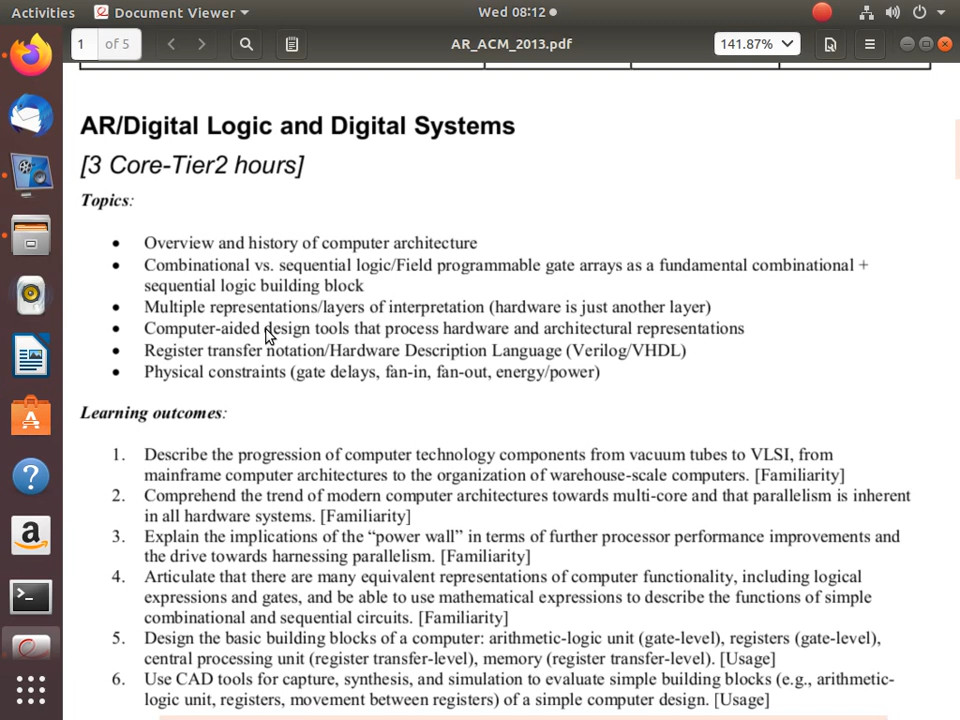 Activities Document Viewer Wed 08:12
1 of 5 AR_ACM_2013.pdf 141.87%
AR/Digital Logic and Digital Systems
[3 Core-Tier2 hours]
Topics:
• Overview and history of computer architecture
• Combinational vs. sequential logic/Field programmable gate arrays as a fundamental combinational +
sequential logic building block
• Multiple representations/layers of interpretation (hardware is just another layer)
• Computer-aided design tools that process hardware and architectural representations
• Register transfer notation/Hardware Description Language (Verilog/VHDL)
• Physical constraints (gate delays, fan-in, fan-out, energy/power)
Learning outcomes:
1. Describe the progression of computer technology components from vacuum tubes to VLSI, from
mainframe computer architectures to the organization of warehouse-scale computers. [Familiarity]
2. Comprehend the trend of modern computer architectures towards multi-core and that parallelism is inherent
in all hardware systems. [Familiarity]
3. Explain the implications of the “power wall” in terms of further processor performance improvements and
the drive towards harnessing parallelism. [Familiarity]
4. Articulate that there are many equivalent representations of computer functionality, including logical
expressions and gates, and be able to use mathematical expressions to describe the functions of simple
combinational and sequential circuits. [Familiarity]
5. Design the basic building blocks of a computer: arithmetic-logic unit (gate-level), registers (gate-level),
central processing unit (register transfer-level), memory (register transfer-level). [Usage]
6. Use CAD tools for capture, synthesis, and simulation to evaluate simple building blocks (e.g., arithmetic-
logic unit, registers, movement between registers) of a simple computer design. [Usage]